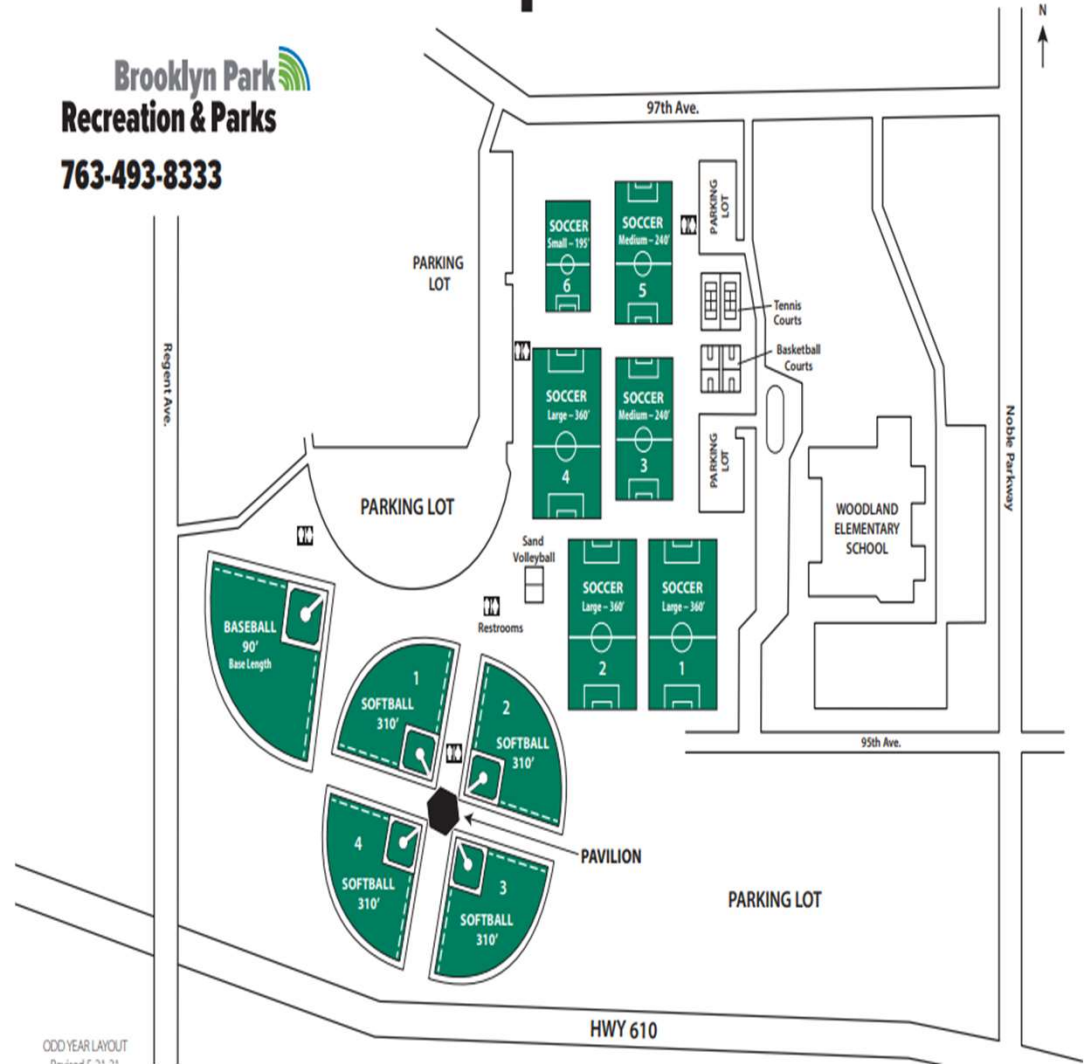 N
Brooklyn Park
Recreation & Parks
763-493-8333
97th Ave.
PARKING
LOT
SOCCER
Small – 195'
6
SOCCER
Medium – 240'
5
PARKING
LOT
Tennis
Courts
Basketball
Courts
Regent Ave.
SOCCER
Large – 360'
4
SOCCER
Medium – 240'
3
PARKING
LOT
Noble Parkway
PARKING LOT
WOODLAND
ELEMENTARY
SCHOOL
Sand
Volleyball
SOCCER
Large – 360'
2
SOCCER
Large – 360'
1
Restrooms
BASEBALL
90'
Base Length
1
SOFTBALL
310'
2
SOFTBALL
310'
95th Ave.
4
SOFTBALL
310'
3
SOFTBALL
310'
PAVILION
PARKING LOT
HWY 610
ODD YEAR LAYOUT